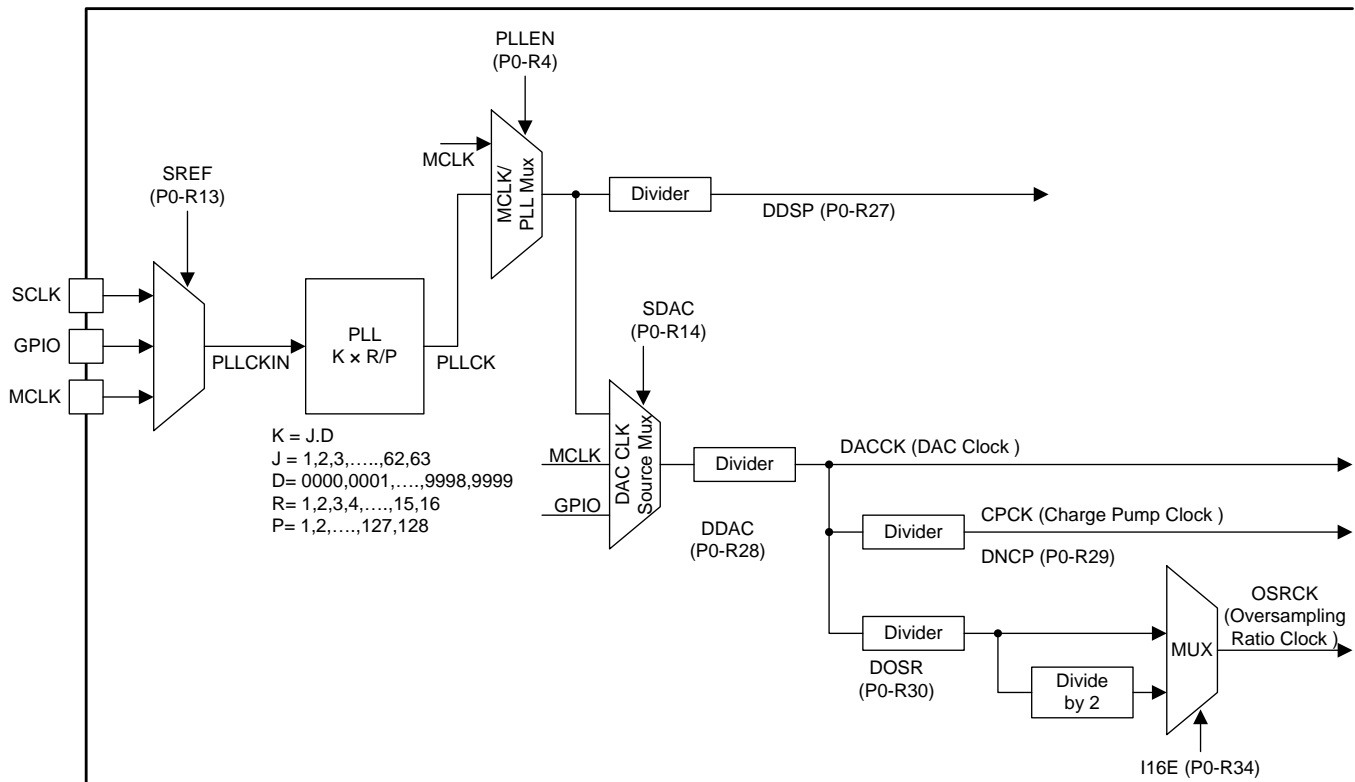 PLLEN
(P0-R4)
MCLK
MCLK/
PLL Mux
SREF
(P0-R13)
Divider
DDSP (P0-R27)
SCLK
GPIO
MCLK
PLLCKIN
PLL
K × R/P
PLLCK
SDAC
(P0-R14)
K = J.D
J = 1,2,3,…..,62,63
D= 0000,0001,….,9998,9999
R= 1,2,3,4,….,15,16
P= 1,2,….,127,128
MCLK
GPIO
DAC CLK
Source Mux
Divider
DDAC
(P0-R28)
DACCK (DAC Clock )
Divider
CPCK (Charge Pump Clock )
DNCP (P0-R29)
Divider
DOSR
(P0-R30)
Divide
by 2
MUX
OSRCK
(Oversampling
Ratio Clock )
I16E (P0-R34)